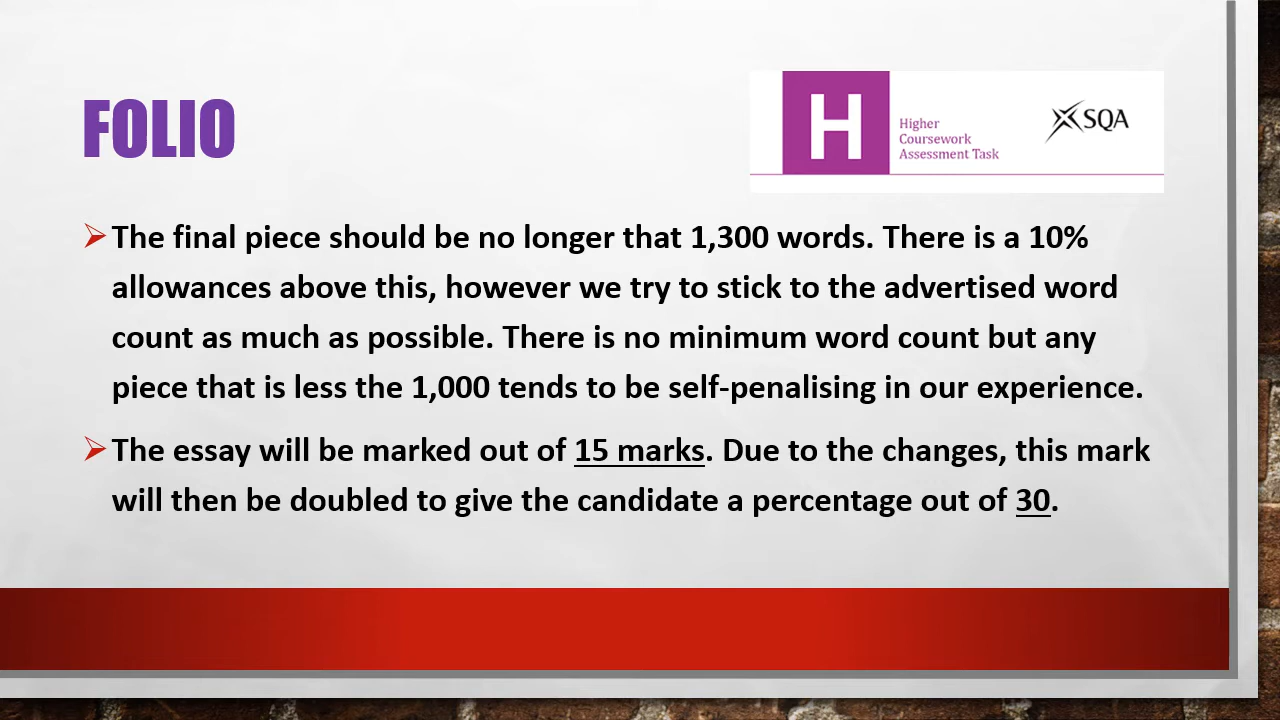 FOLIO
H
Higher
Coursework
Assessment Task
SQA
The final piece should be no longer that 1,300 words. There is a 10%
allowances above this, however we try to stick to the advertised word
count as much as possible. There is no minimum word count but any
piece that is less the 1,000 tends to be self-penalising in our experience.
The essay will be marked out of 15 marks. Due to the changes, this mark
will then be doubled to give the candidate a percentage out of 30.